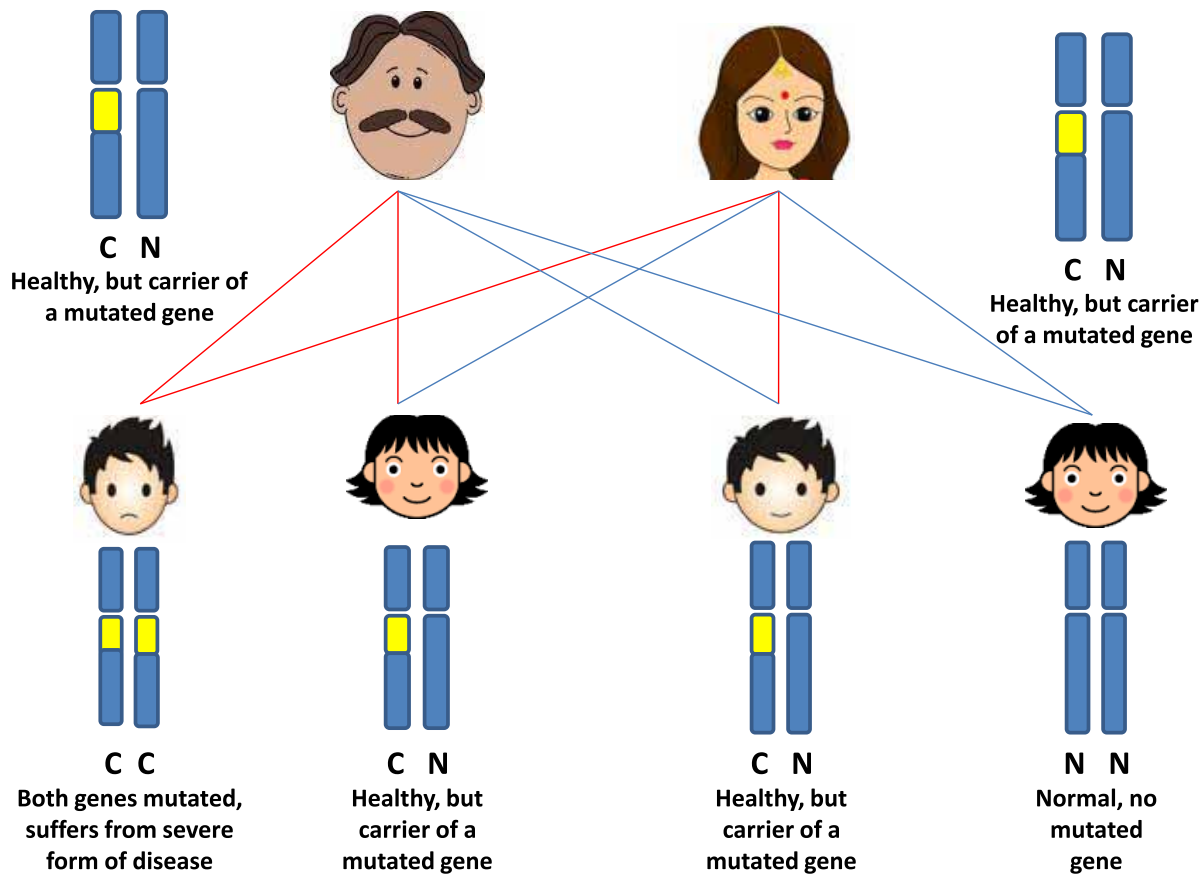 C N
Healthy, but carrier of
a mutated gene
C N
Healthy, but carrier
of a mutated gene
C C
Both genes mutated,
suffers from severe
form of disease
C N
Healthy, but
carrier of a
mutated gene
C N
Healthy, but
carrier of a
mutated gene
N N
Normal, no
mutated
gene